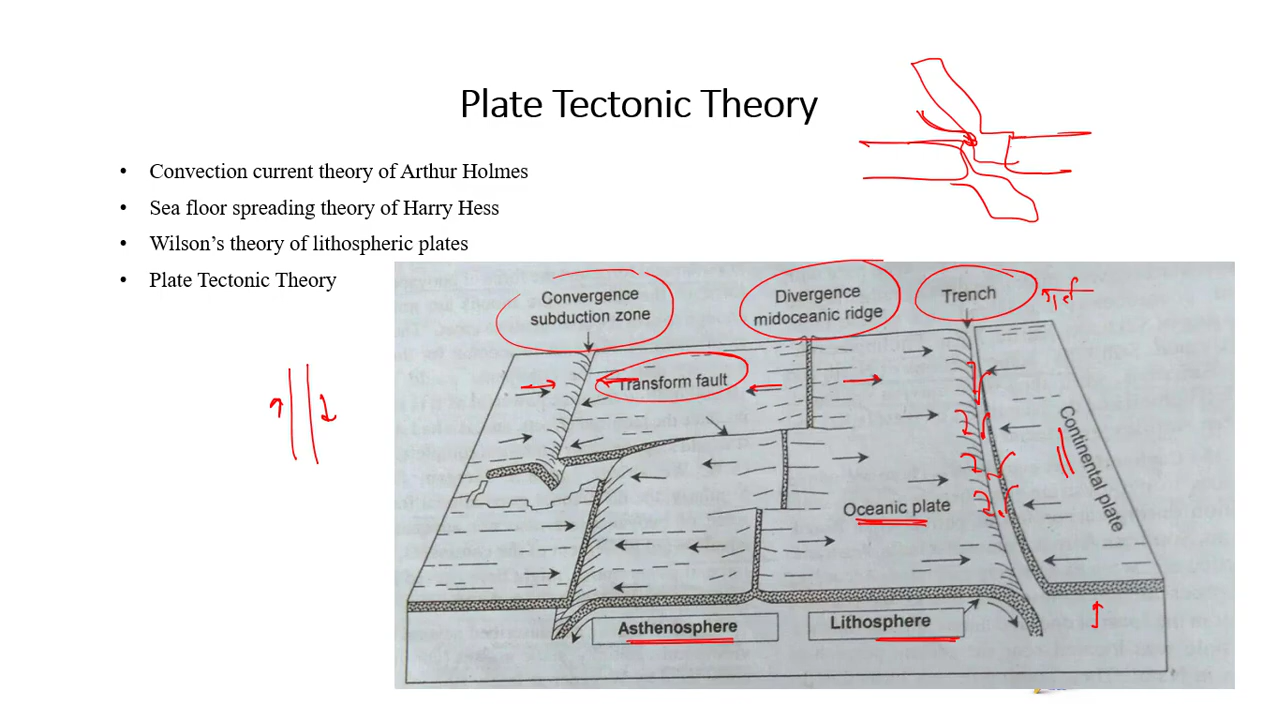 Plate Tectonic Theory
• Convection current theory of Arthur Holmes
• Sea floor spreading theory of Harry Hess
• Wilson's theory of lithospheric plates
• Plate Tectonic Theory
Convergence
subduction zone
Divergence
midoceanic ridge
Trench
Transform fault
Continental plate
Oceanic plate
Asthenosphere
Lithosphere